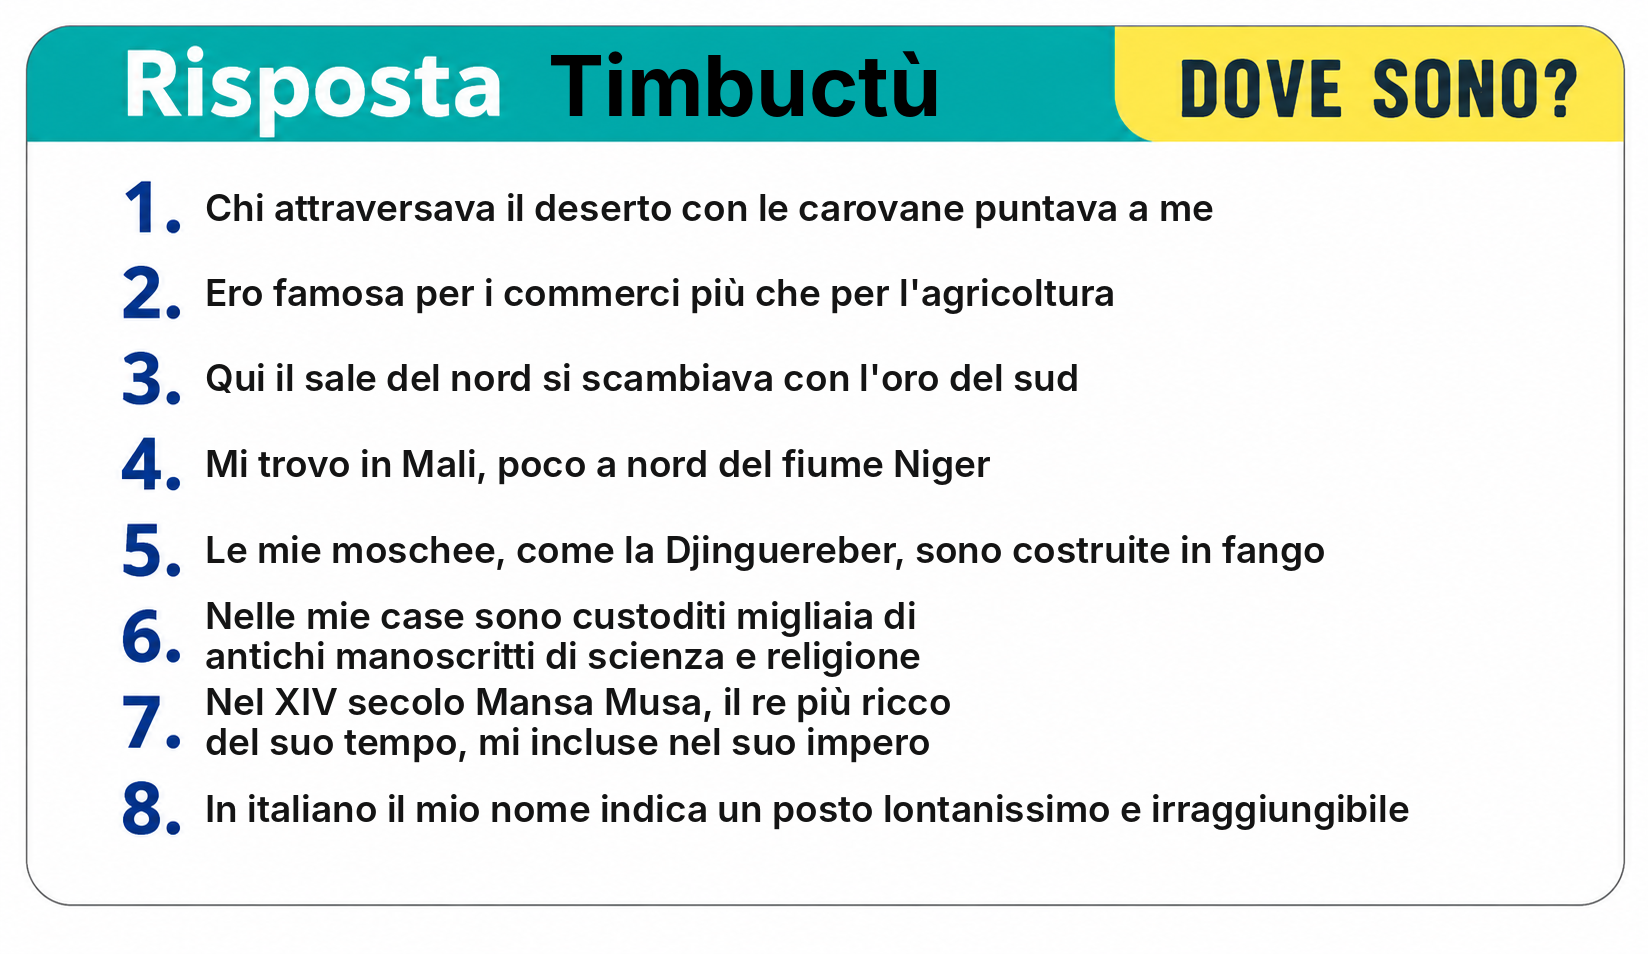 Risposta Timbuctù
DOVE SONO?
1. Chi attraversava il deserto con le carovane puntava a me
2. Ero famosa per i commerci più che per l'agricoltura
3. Qui il sale del nord si scambiava con l'oro del sud
4. Mi trovo in Mali, poco a nord del fiume Niger
5. Le mie moschee, come la Djinguereber, sono costruite in fango
6. Nelle mie case sono custoditi migliaia di
antichi manoscritti di scienza e religione
7. Nel XIV secolo Mansa Musa, il re più ricco
del suo tempo, mi incluse nel suo impero
8. In italiano il mio nome indica un posto lontanissimo e irraggiungibile